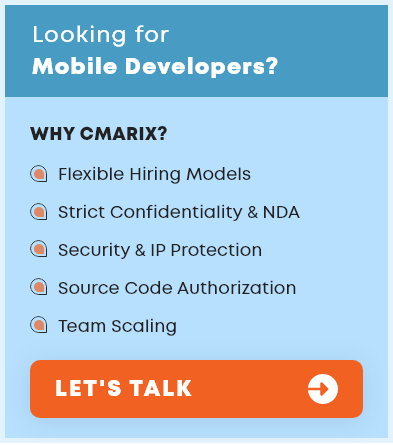 Looking for
Mobile Developers?
WHY CMARIX?
Flexible Hiring Models
Strict Confidentiality & NDA
Security & IP Protection
Source Code Authorization
Team Scaling
LET'S TALK